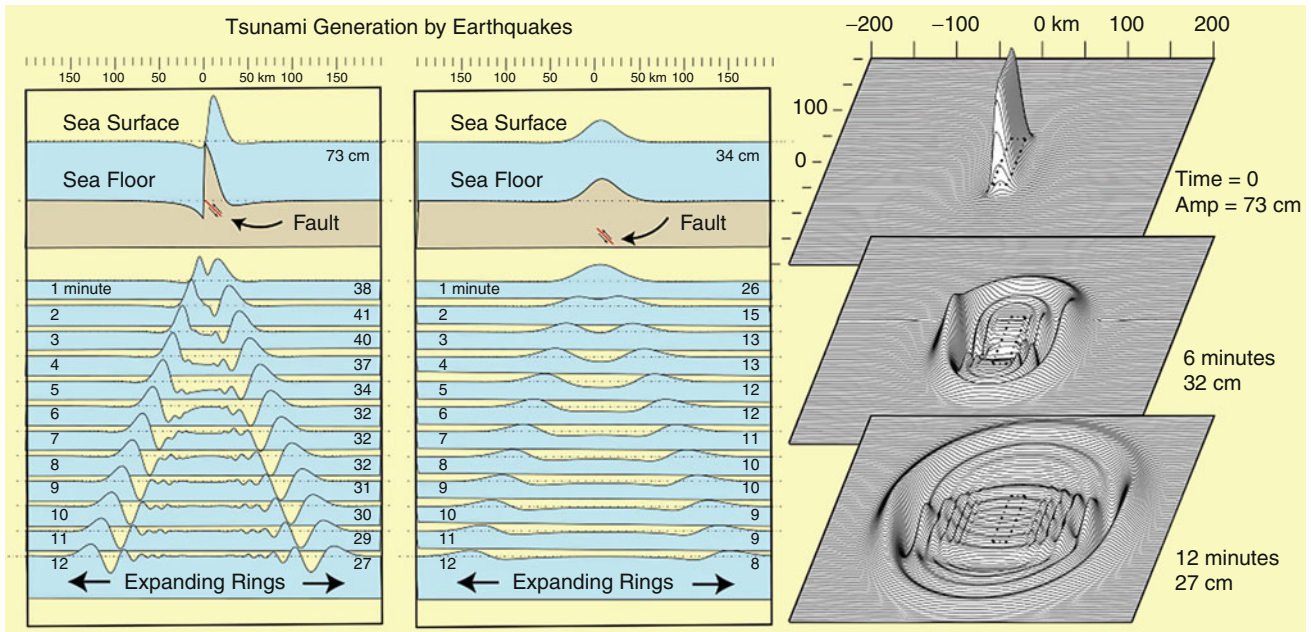 Tsunami Generation by Earthquakes
150 100 50 0 50 km 100 150
Sea Surface
73 cm
Sea Floor
Fault
1 minute 38
2 41
3 40
4 37
5 34
6 32
7 32
8 32
9 31
10 30
11 29
12 27
Expanding Rings
150 100 50 0 50 km 100 150
Sea Surface
34 cm
Sea Floor
Fault
1 minute 26
2 15
3 13
4 13
5 12
6 12
7 11
8 10
9 10
10 9
11 9
12 8
Expanding Rings
−200 −100 0 km 100 200
100
0
Time = 0
Amp = 73 cm
6 minutes
32 cm
12 minutes
27 cm